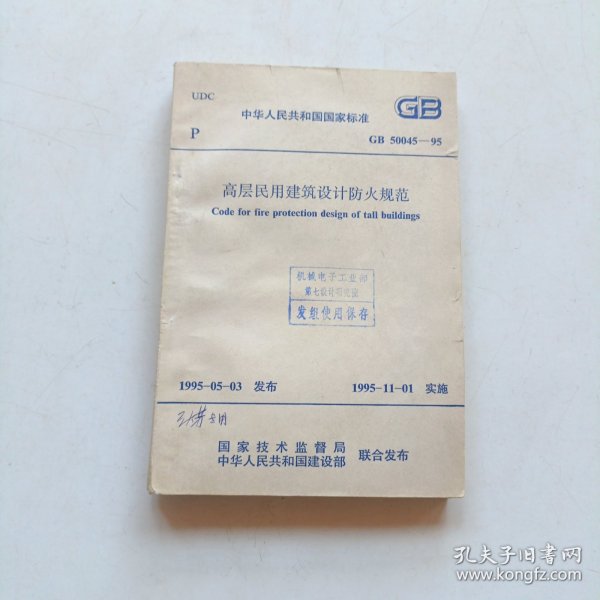 UDC
中华人民共和国国家标准
GB
P
GB 50045—95
高层民用建筑设计防火规范
Code for fire protection design of tall buildings
机械电子工业部
第七设计研究院
发组使用保存
1995-05-03 发布
1995-11-01 实施
国家技术监督局
中华人民共和国建设部
联合发布
孔夫子旧书网
www.kongfz.com